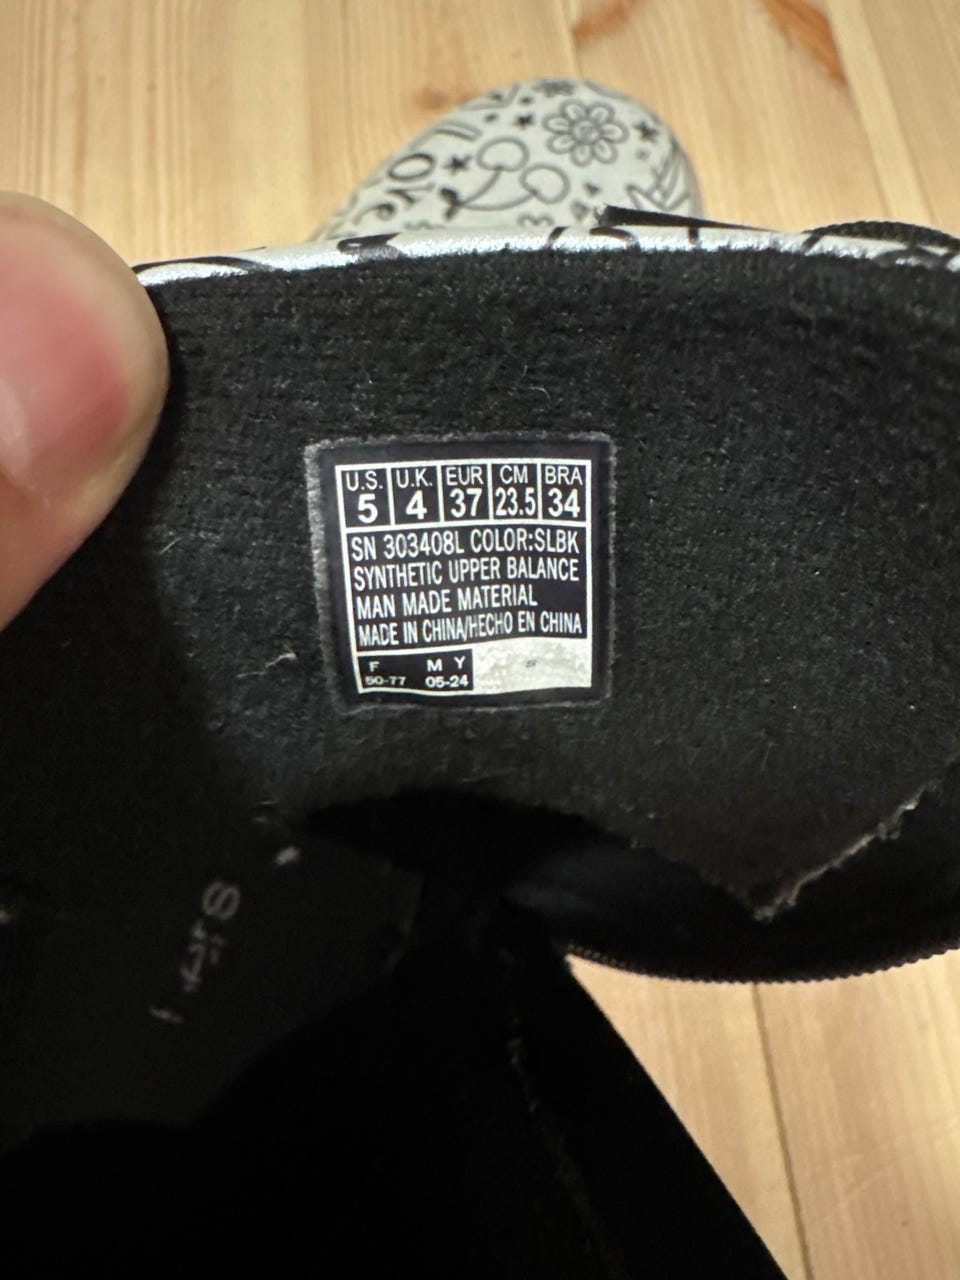 Love
U.S. U.K. EUR CM BRA
5 4 37 23.5 34
SN 303408L COLOR:SLBK
SYNTHETIC UPPER BALANCE
MAN MADE MATERIAL
MADE IN CHINA/HECHO EN CHINA
F M Y
50-77 05-24